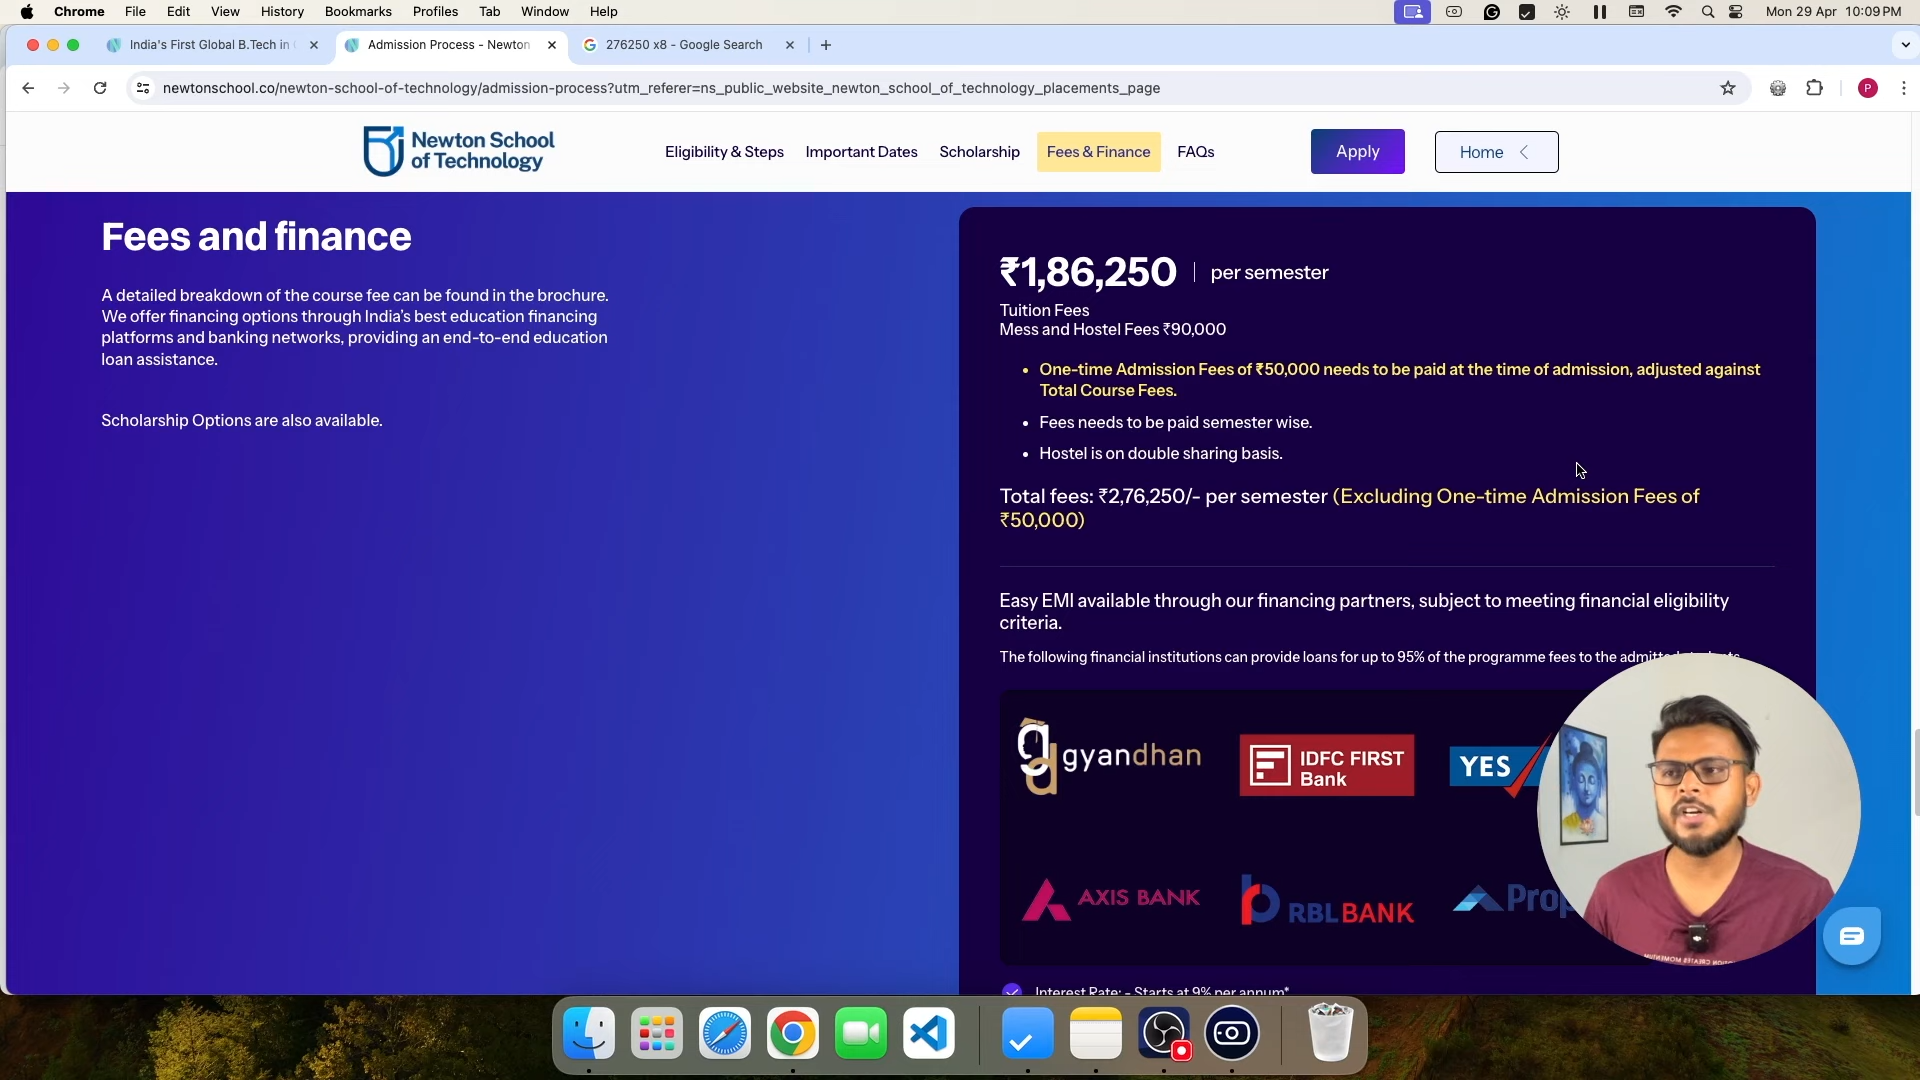 Chrome File Edit View History Bookmarks Profiles Tab Window Help Mon 29 Apr 10:09 PM
India's First Global B.Tech in
Admission Process - Newton
276250 x8 - Google Search
newtonschool.co/newton-school-of-technology/admission-process?utm_referer=ns_public_website_newton_school_of_technology_placements_page
P
Newton School
of Technology
Eligibility & Steps Important Dates Scholarship Fees & Finance FAQs Apply Home
Fees and finance
A detailed breakdown of the course fee can be found in the brochure.
We offer financing options through India's best education financing
platforms and banking networks, providing an end-to-end education
loan assistance.
Scholarship Options are also available.
₹1,86,250 | per semester
Tuition Fees
Mess and Hostel Fees ₹90,000
• One-time Admission Fees of ₹50,000 needs to be paid at the time of admission, adjusted against
Total Course Fees.
• Fees needs to be paid semester wise.
• Hostel is on double sharing basis.
Total fees: ₹2,76,250/- per semester (Excluding One-time Admission Fees of
₹50,000)
Easy EMI available through our financing partners, subject to meeting financial eligibility
criteria.
The following financial institutions can provide loans for up to 95% of the programme fees to the
gyandhan
IDFC FIRST
Bank
YES
AXIS BANK
RBL BANK
Prop
Interest Rate: - Starts at 9% per annum*